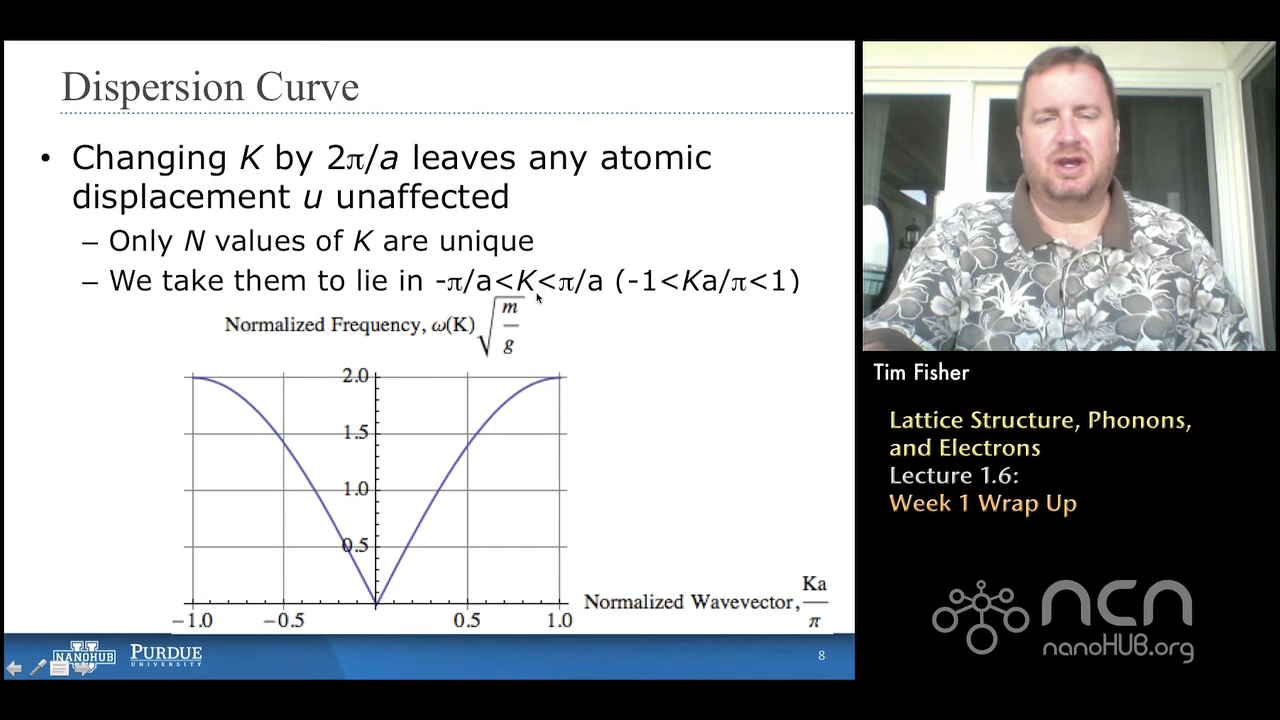 Dispersion Curve
• Changing K by 2π/a leaves any atomic
displacement u unaffected
– Only N values of K are unique
– We take them to lie in -π/a<K<π/a (-1<Ka/π<1)
Normalized Frequency, ω(K) √(m/g)
2.0
1.5
1.0
0.5
−1.0 −0.5 0.5 1.0
Normalized Wavevector, Ka/π
nanoHUB
PURDUE
UNIVERSITY
8
Tim Fisher
Lattice Structure, Phonons,
and Electrons
Lecture 1.6:
Week 1 Wrap Up
ncn
nanoHUB.org